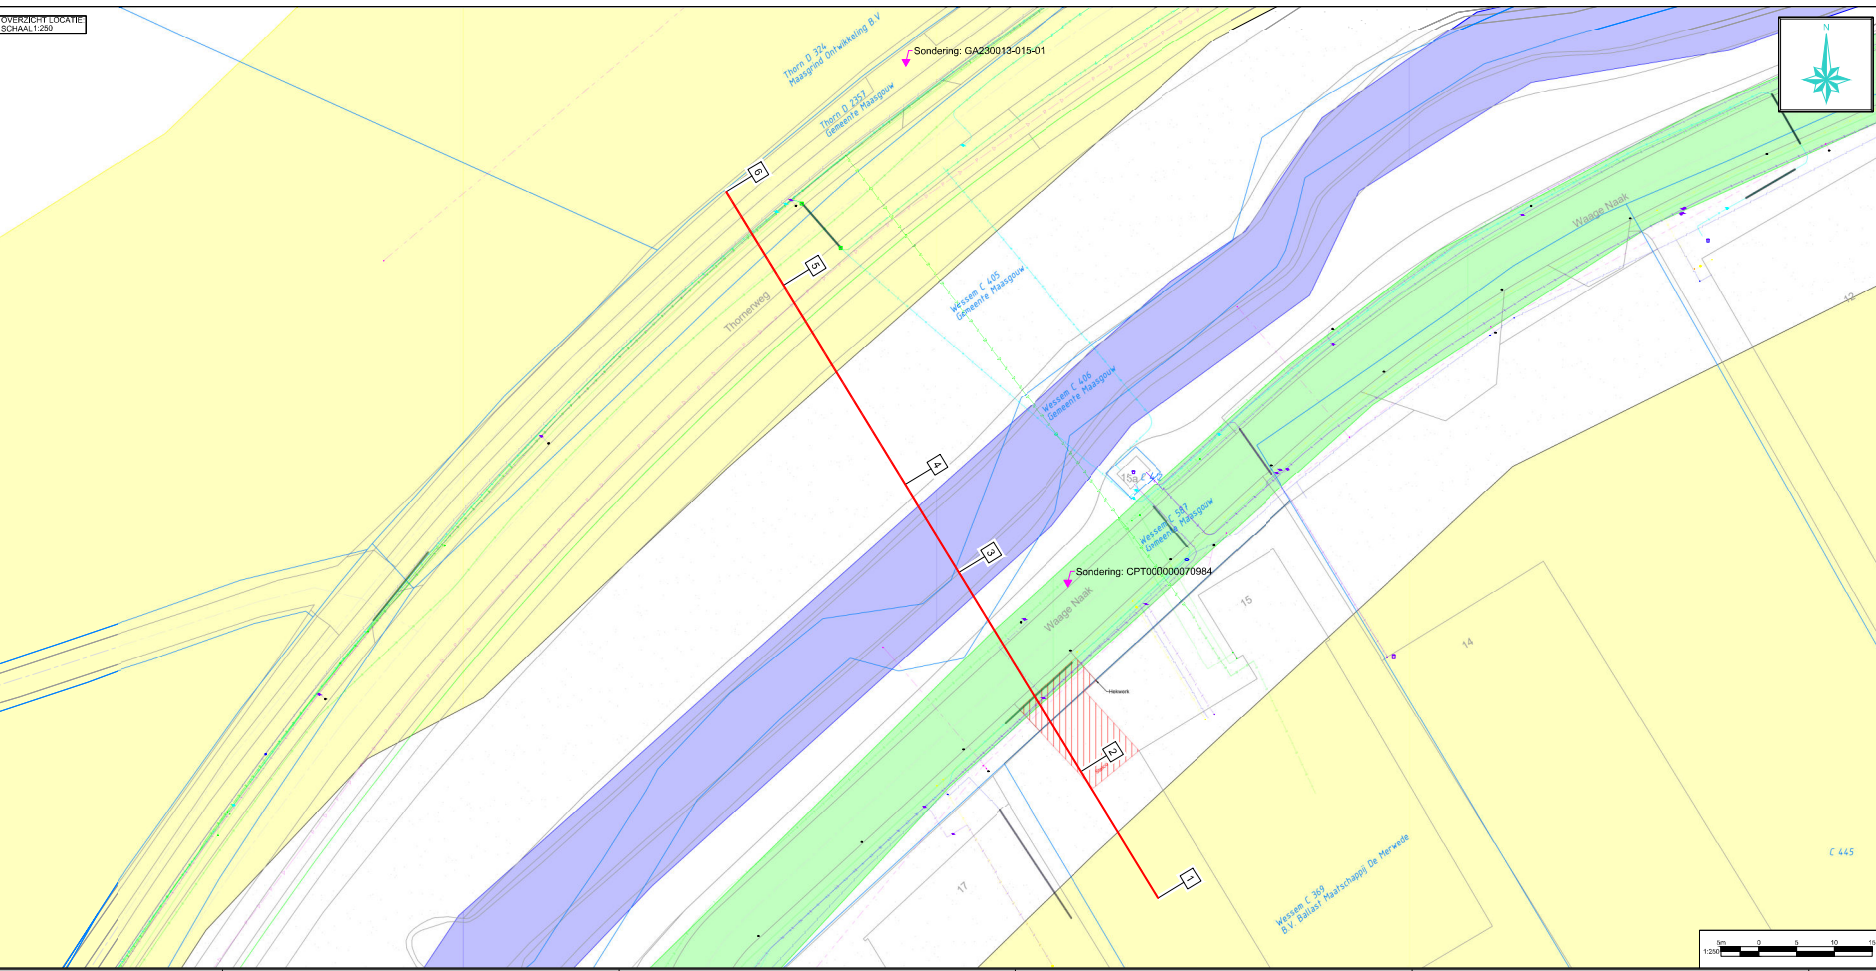 OVERZICHT LOCATIE
SCHAAL 1:250
Thorn D 324
Maasgrind Ontwikkeling B.V
Sondering: GA230013-015-01
N
Thorn D 2357
Gemeente Maasgouw
6
5
Thornerweg
Wessem C 405
Gemeente Maasgouw
Waage Naak
12
Wessem C 406
Gemeente Maasgouw
4
15a
Wessem C 587
Gemeente Maasgouw
3
Sondering: CPT000000070984
Waage Naak
15
14
Hekwerk
2
1
17
Wessem C 369
B.V. Ballast Maatschappij De Merwede
C 445
1:250
5m 0 5 10 15